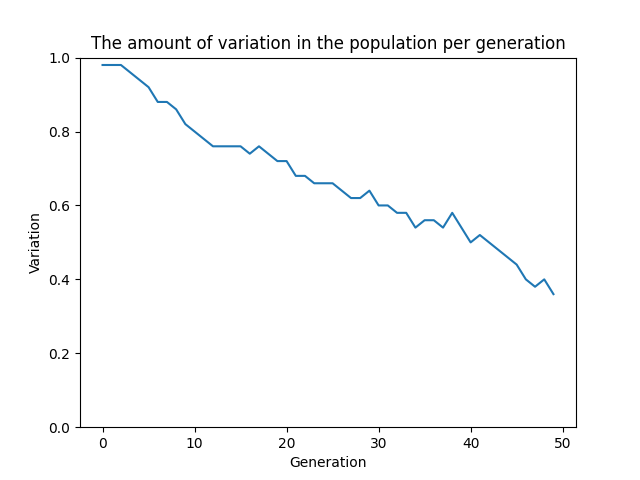 The amount of variation in the population per generation
1.0
0.8
0.6
0.4
0.2
0.0
Variation
0 10 20 30 40 50
Generation